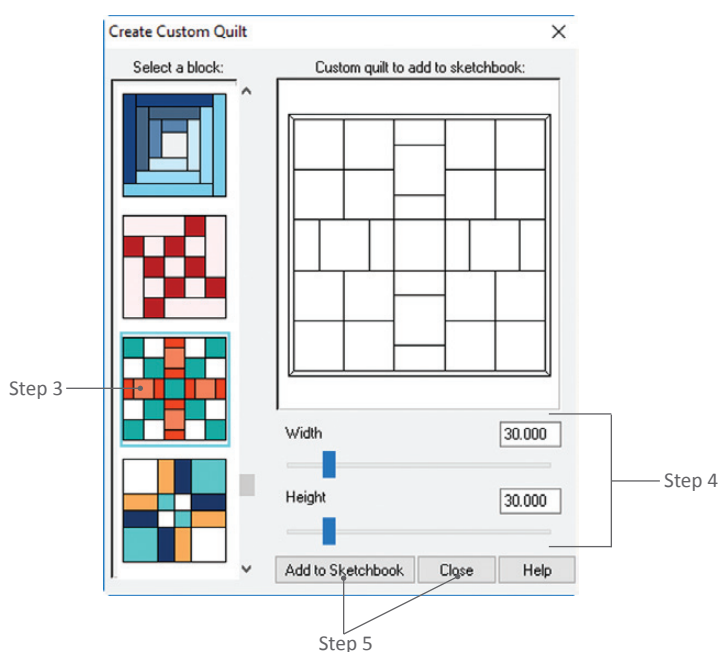 Create Custom Quilt
Select a block:
Custom quilt to add to sketchbook:
Step 3
Width
30.000
Step 4
Height
30.000
Add to Sketchbook
Close
Help
Step 5